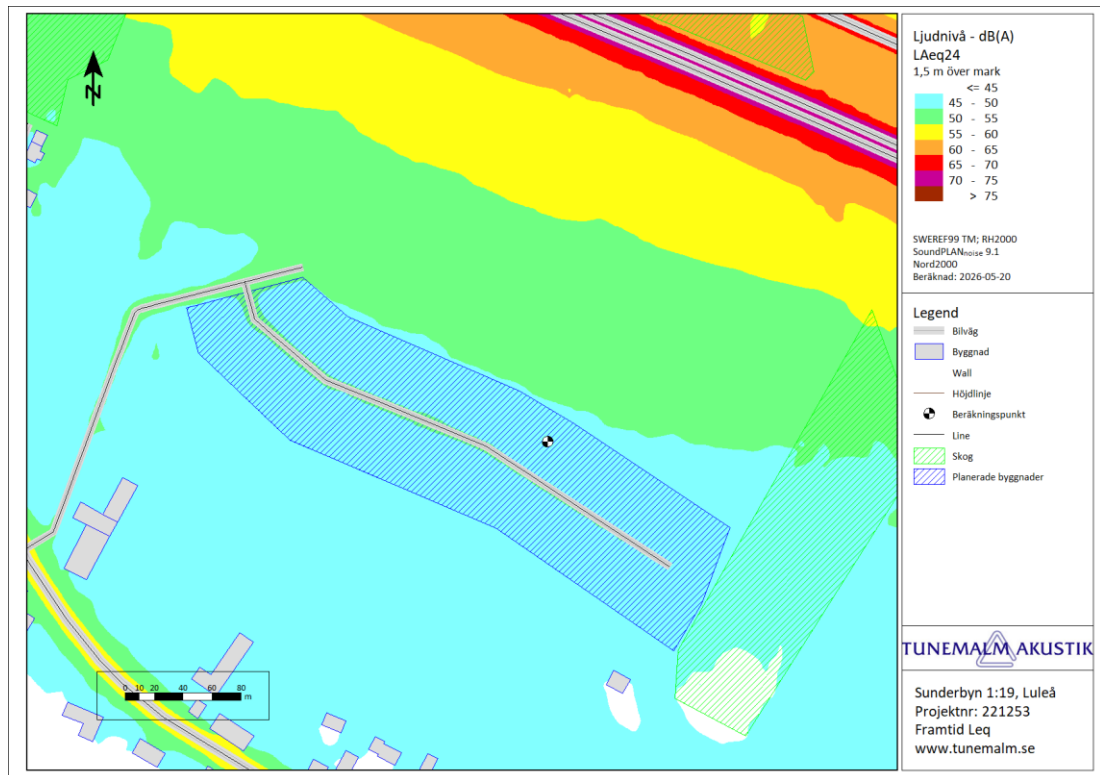 N
0 10 20 40 60 80
m
Ljudnivå - dB(A)
LAeq24
1,5 m över mark
<= 45
45 - 50
50 - 55
55 - 60
60 - 65
65 - 70
70 - 75
> 75
SWEREF99 TM; RH2000
SoundPLANnoise 9.1
Nord2000
Beräknad: 2026-05-20
Legend
Bilväg
Byggnad
Wall
Höjdlinje
Beräkningspunkt
Line
Skog
Planerade byggnader
TUNEMALM AKUSTIK
Sunderbyn 1:19, Luleå
Projektnr: 221253
Framtid Leq
www.tunemalm.se